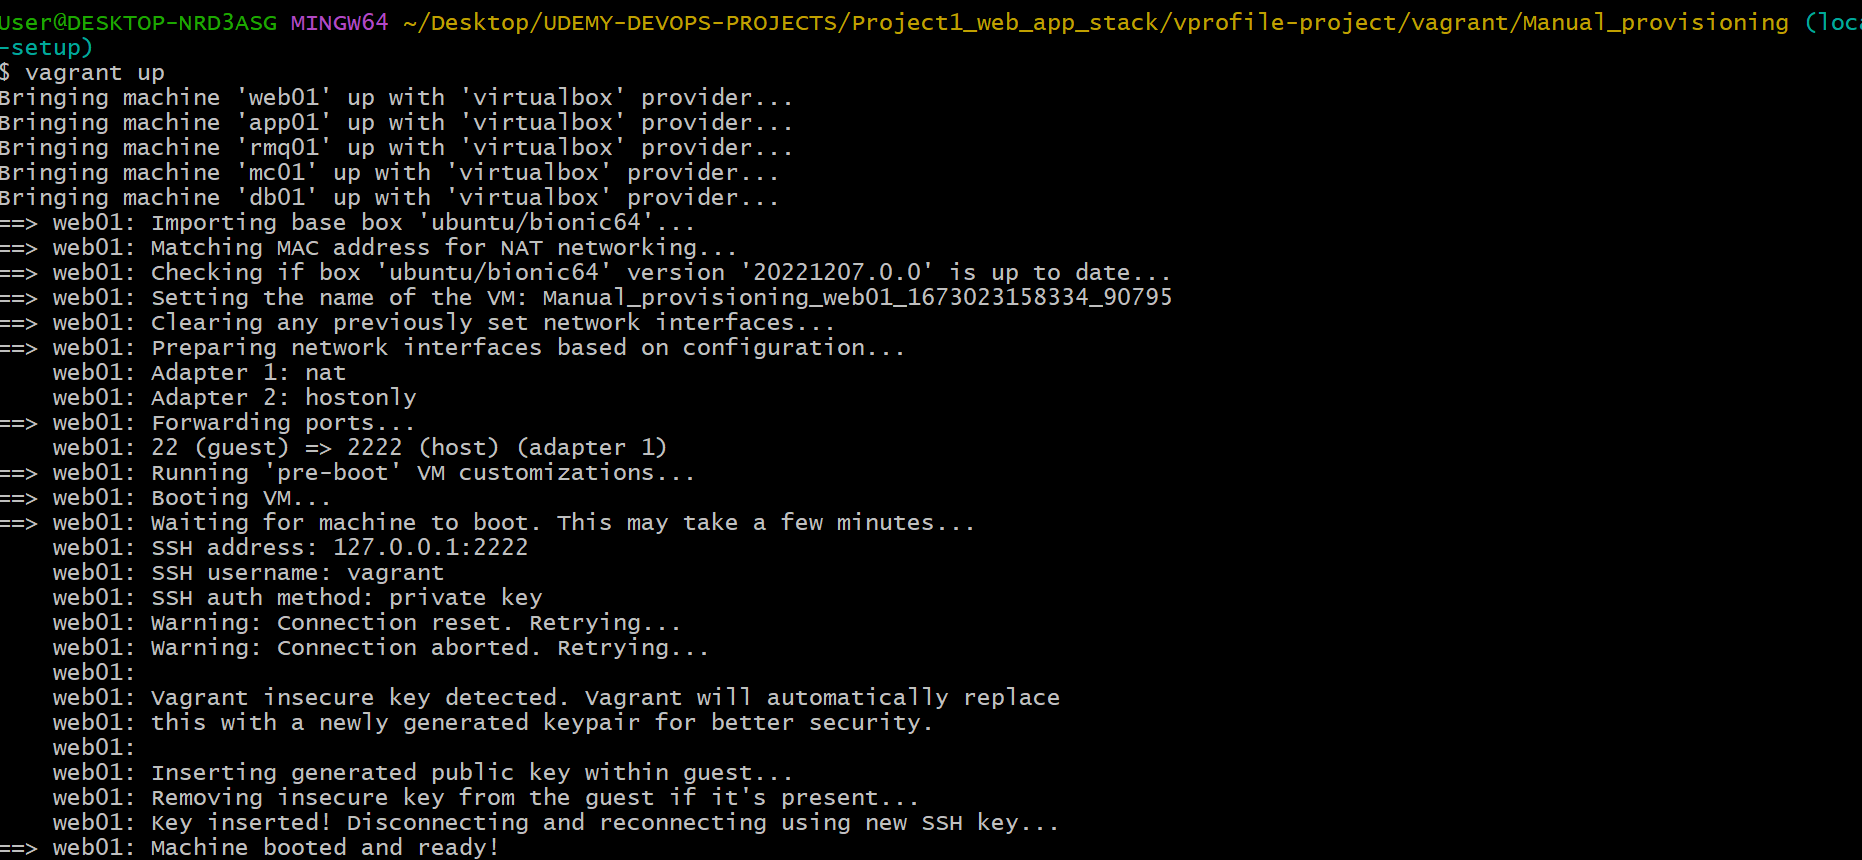 User@DESKTOP-NRD3ASG MINGW64 ~/Desktop/UDEMY-DEVOPS-PROJECTS/Project1_web_app_stack/vprofile-project/vagrant/Manual_provisioning (loca
-setup)
$ vagrant up
Bringing machine 'web01' up with 'virtualbox' provider...
Bringing machine 'app01' up with 'virtualbox' provider...
Bringing machine 'rmq01' up with 'virtualbox' provider...
Bringing machine 'mc01' up with 'virtualbox' provider...
Bringing machine 'db01' up with 'virtualbox' provider...
==> web01: Importing base box 'ubuntu/bionic64'...
==> web01: Matching MAC address for NAT networking...
==> web01: Checking if box 'ubuntu/bionic64' version '20221207.0.0' is up to date...
==> web01: Setting the name of the VM: Manual_provisioning_web01_1673023158334_90795
==> web01: Clearing any previously set network interfaces...
==> web01: Preparing network interfaces based on configuration...
    web01: Adapter 1: nat
    web01: Adapter 2: hostonly
==> web01: Forwarding ports...
    web01: 22 (guest) => 2222 (host) (adapter 1)
==> web01: Running 'pre-boot' VM customizations...
==> web01: Booting VM...
==> web01: Waiting for machine to boot. This may take a few minutes...
    web01: SSH address: 127.0.0.1:2222
    web01: SSH username: vagrant
    web01: SSH auth method: private key
    web01: Warning: Connection reset. Retrying...
    web01: Warning: Connection aborted. Retrying...
    web01:
    web01: Vagrant insecure key detected. Vagrant will automatically replace
    web01: this with a newly generated keypair for better security.
    web01:
    web01: Inserting generated public key within guest...
    web01: Removing insecure key from the guest if it's present...
    web01: Key inserted! Disconnecting and reconnecting using new SSH key...
==> web01: Machine booted and ready!